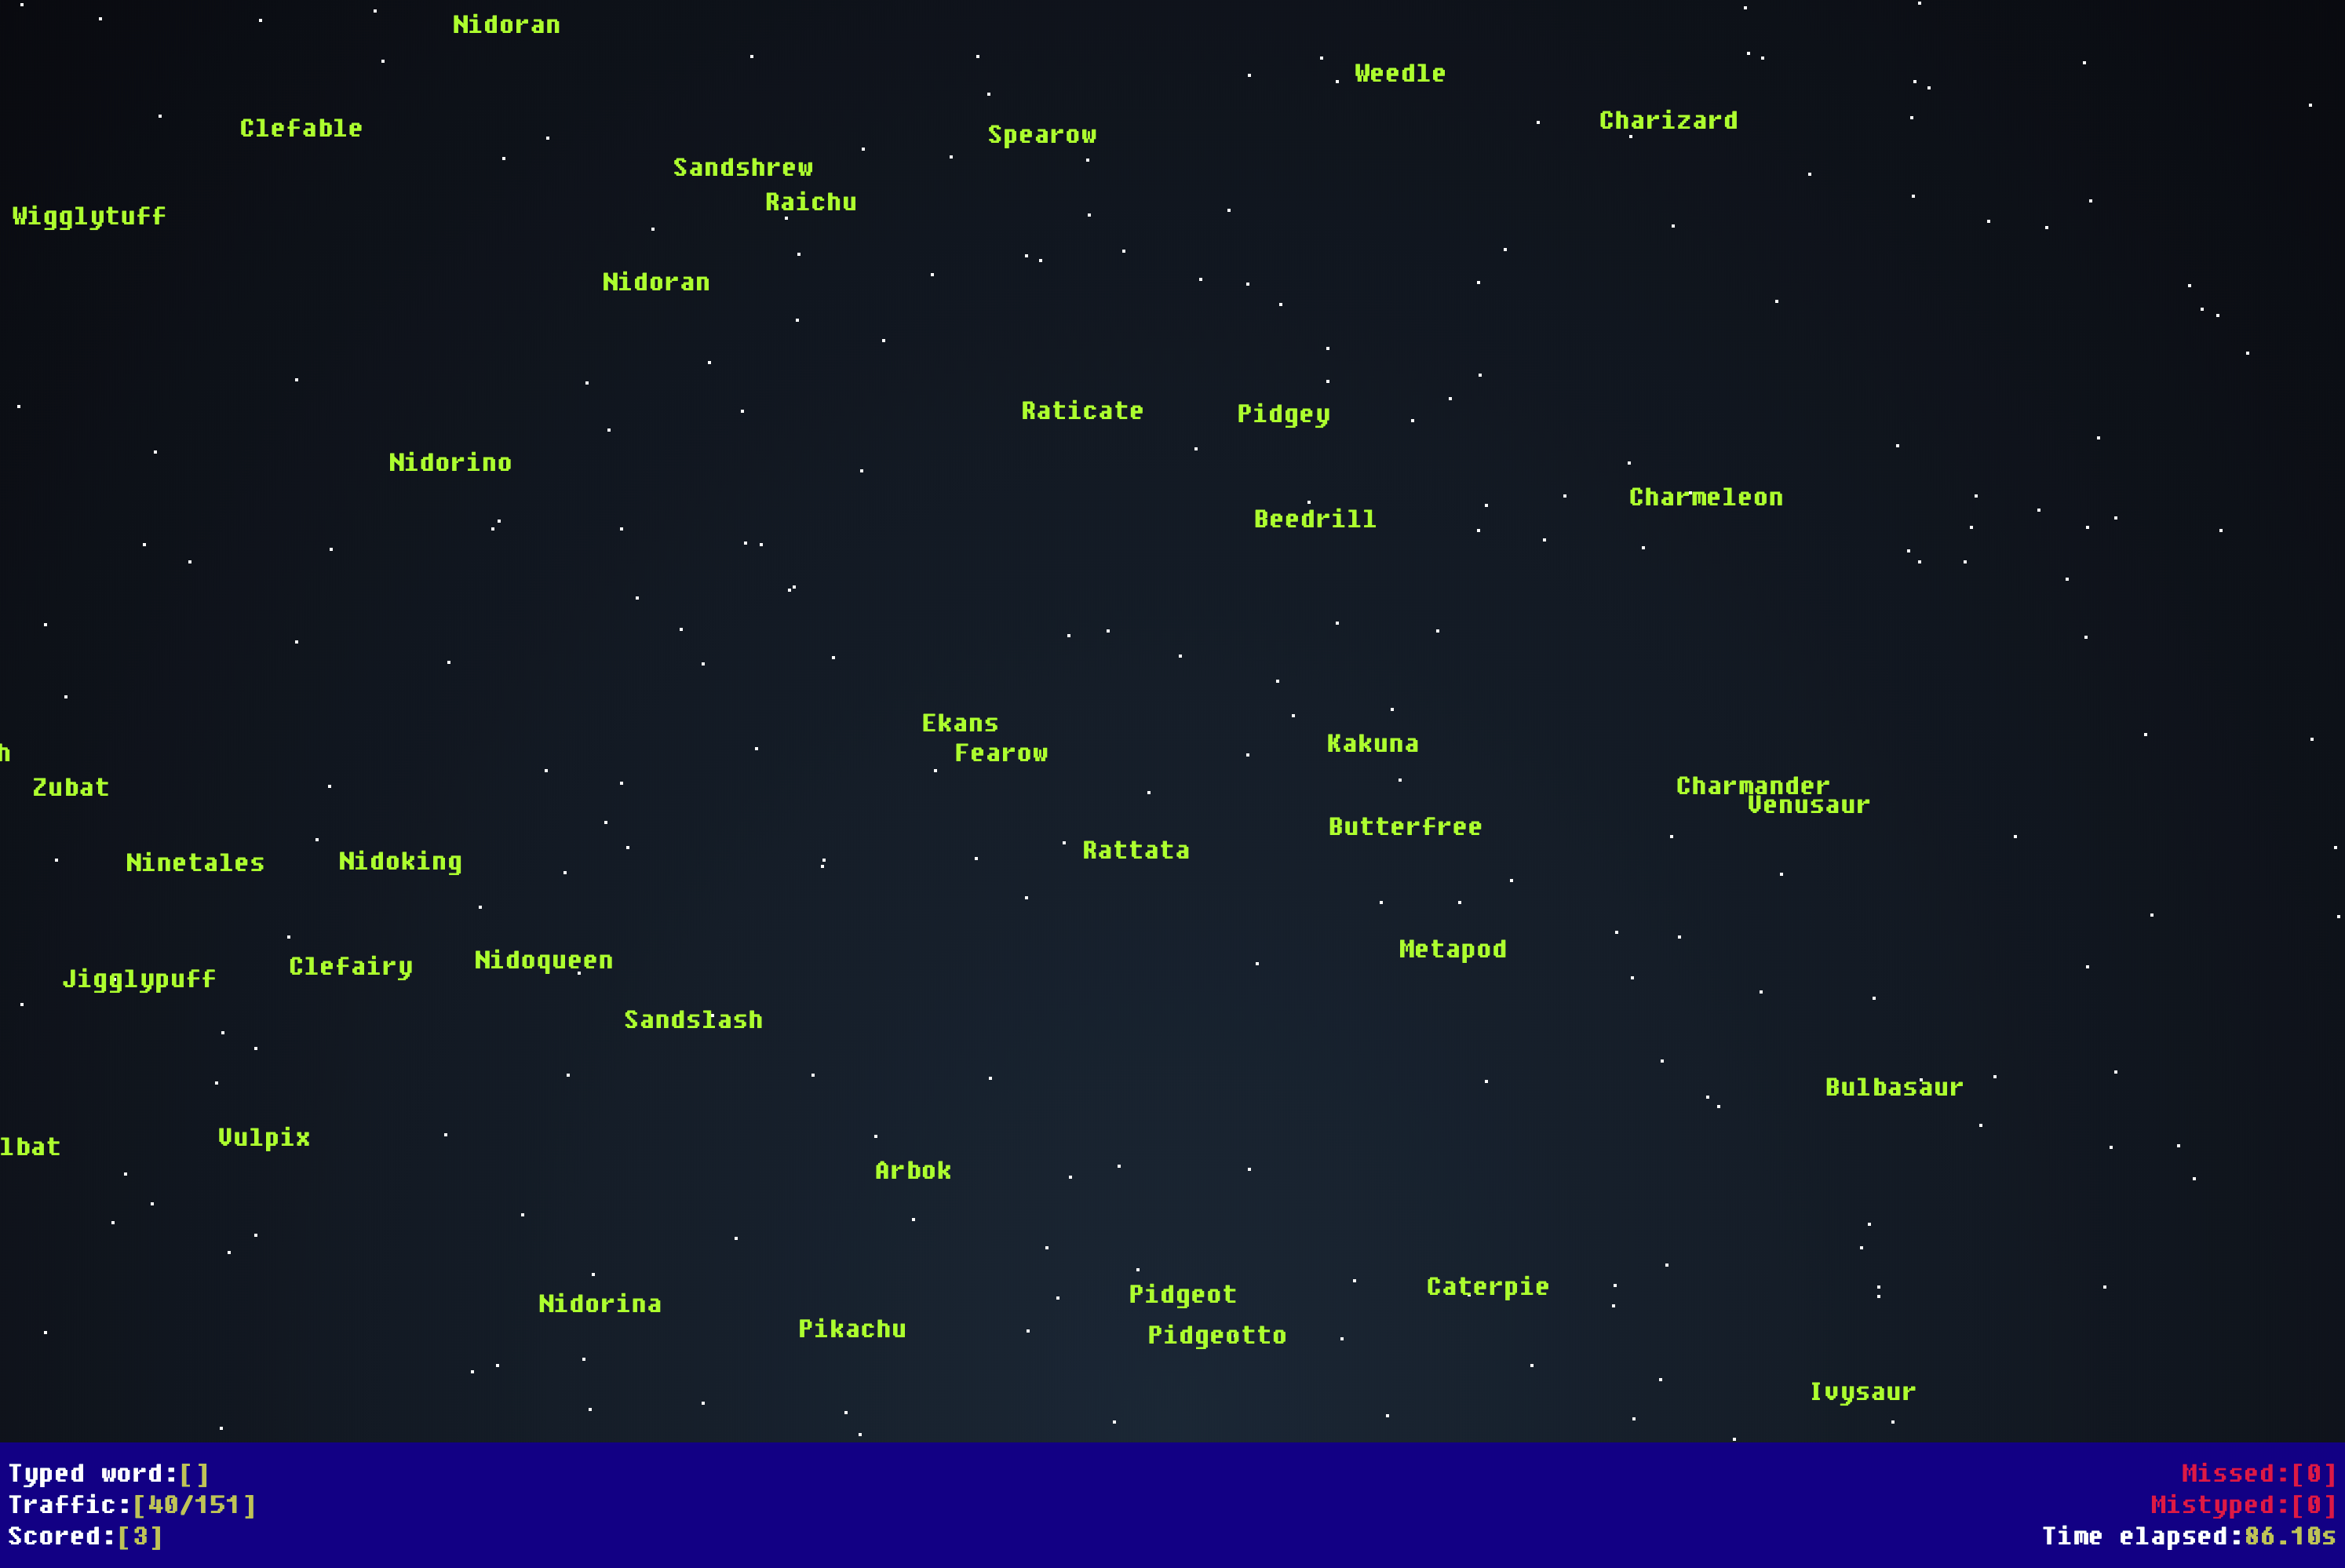 Nidoran
Weedle
Charizard
Clefable
Spearow
Sandshrew
Raichu
Wigglytuff
Nidoran
Raticate
Pidgey
Nidorino
Charmeleon
Beedrill
Ekans
Kakuna
h
Fearow
Zubat
Charmander
Venusaur
Butterfree
Rattata
Ninetales
Nidoking
Metapod
Nidoqueen
Clefairy
Jigglypuff
Sandslash
Bulbasaur
Vulpix
lbat
Arbok
Caterpie
Pidgeot
Nidorina
Pikachu
Pidgeotto
Ivysaur
Typed word:[]
Missed:[0]
Traffic:[40/151]
Mistyped:[0]
Scored:[3]
Time elapsed:86.10s